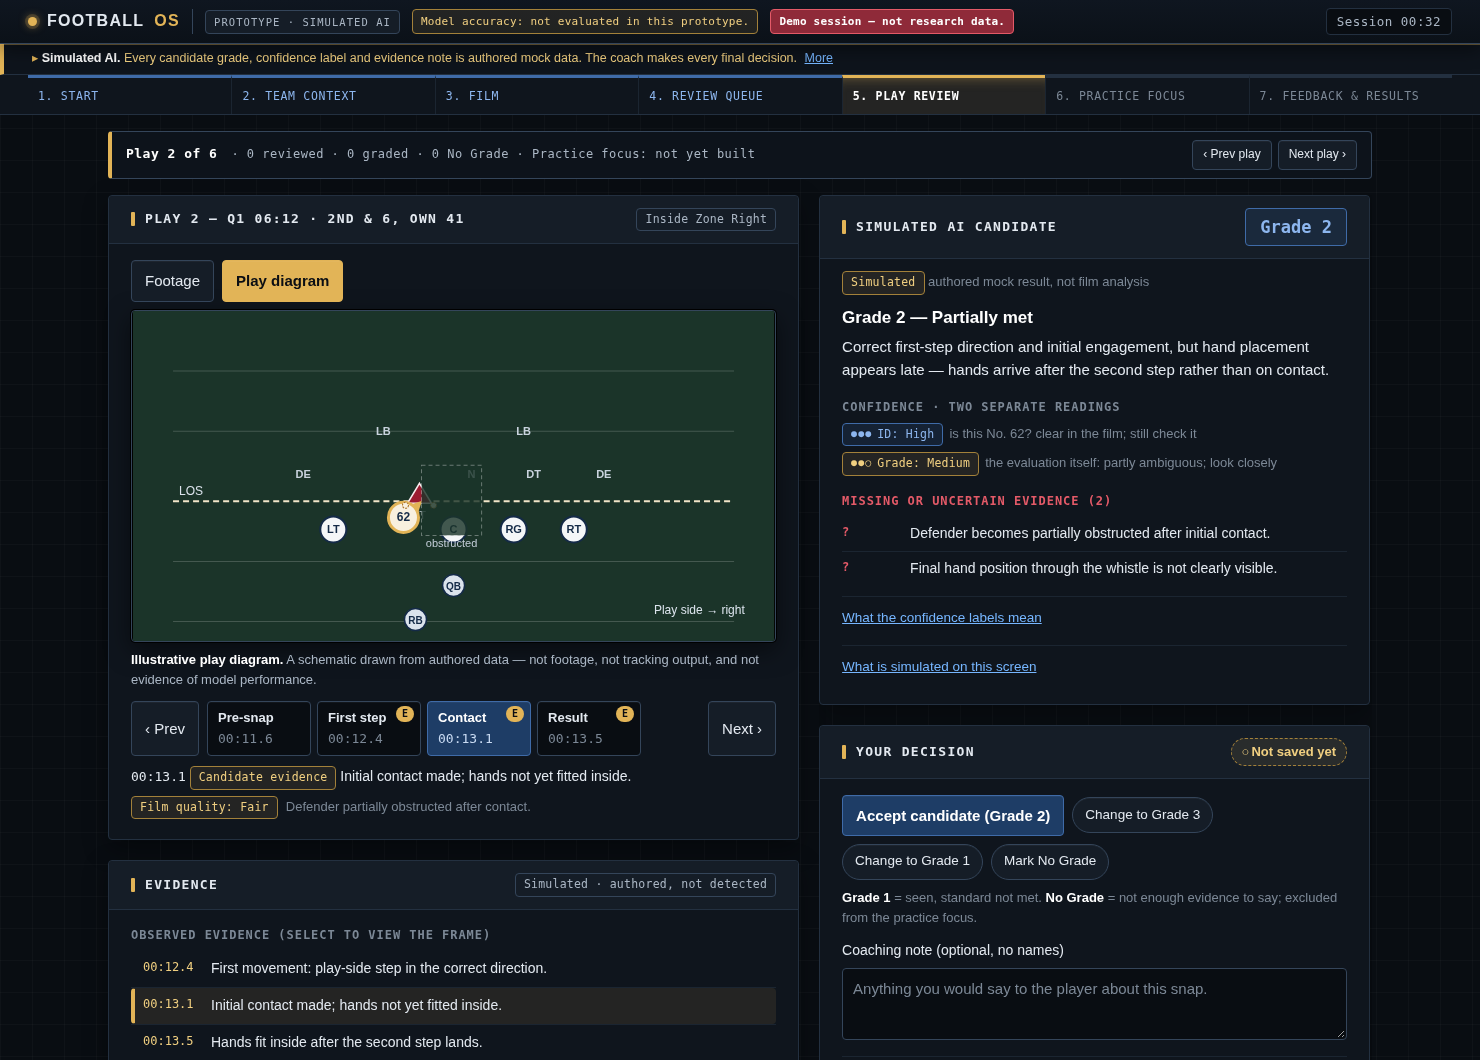 FOOTBALL OS
PROTOTYPE · SIMULATED AI
Model accuracy: not evaluated in this prototype.
Demo session — not research data.
Session 00:32
▸ Simulated AI. Every candidate grade, confidence label and evidence note is authored mock data. The coach makes every final decision. More
1. START
2. TEAM CONTEXT
3. FILM
4. REVIEW QUEUE
5. PLAY REVIEW
6. PRACTICE FOCUS
7. FEEDBACK & RESULTS
Play 2 of 6 · 0 reviewed · 0 graded · 0 No Grade · Practice focus: not yet built
‹ Prev play
Next play ›
PLAY 2 — Q1 06:12 · 2ND & 6, OWN 41
Inside Zone Right
Footage
Play diagram
LB
LB
DE
N
DT
DE
LOS
62
LT
C
RG
RT
obstructed
QB
RB
Play side → right
Illustrative play diagram. A schematic drawn from authored data — not footage, not tracking output, and not
evidence of model performance.
‹ Prev
Pre-snap
00:11.6
First step E
00:12.4
Contact E
00:13.1
Result E
00:13.5
Next ›
00:13.1 Candidate evidence Initial contact made; hands not yet fitted inside.
Film quality: Fair Defender partially obstructed after contact.
EVIDENCE
Simulated · authored, not detected
OBSERVED EVIDENCE (SELECT TO VIEW THE FRAME)
00:12.4 First movement: play-side step in the correct direction.
00:13.1 Initial contact made; hands not yet fitted inside.
00:13.5 Hands fit inside after the second step lands.
SIMULATED AI CANDIDATE
Grade 2
Simulated authored mock result, not film analysis
Grade 2 — Partially met
Correct first-step direction and initial engagement, but hand placement
appears late — hands arrive after the second step rather than on contact.
CONFIDENCE · TWO SEPARATE READINGS
●●● ID: High is this No. 62? clear in the film; still check it
●●○ Grade: Medium the evaluation itself: partly ambiguous; look closely
MISSING OR UNCERTAIN EVIDENCE (2)
? Defender becomes partially obstructed after initial contact.
? Final hand position through the whistle is not clearly visible.
What the confidence labels mean
What is simulated on this screen
YOUR DECISION
○ Not saved yet
Accept candidate (Grade 2)
Change to Grade 3
Change to Grade 1
Mark No Grade
Grade 1 = seen, standard not met. No Grade = not enough evidence to say; excluded
from the practice focus.
Coaching note (optional, no names)
Anything you would say to the player about this snap.